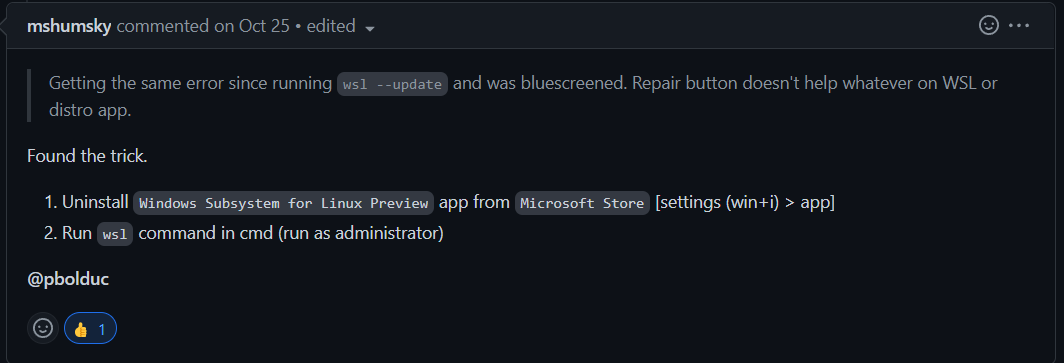 mshumsky commented on Oct 25 • edited
Getting the same error since running wsl --update and was bluescreened. Repair button doesn't help whatever on WSL or
distro app.
Found the trick.
1. Uninstall Windows Subsystem for Linux Preview app from Microsoft Store [settings (win+i) > app]
2. Run wsl command in cmd (run as administrator)
@pbolduc
👍 1